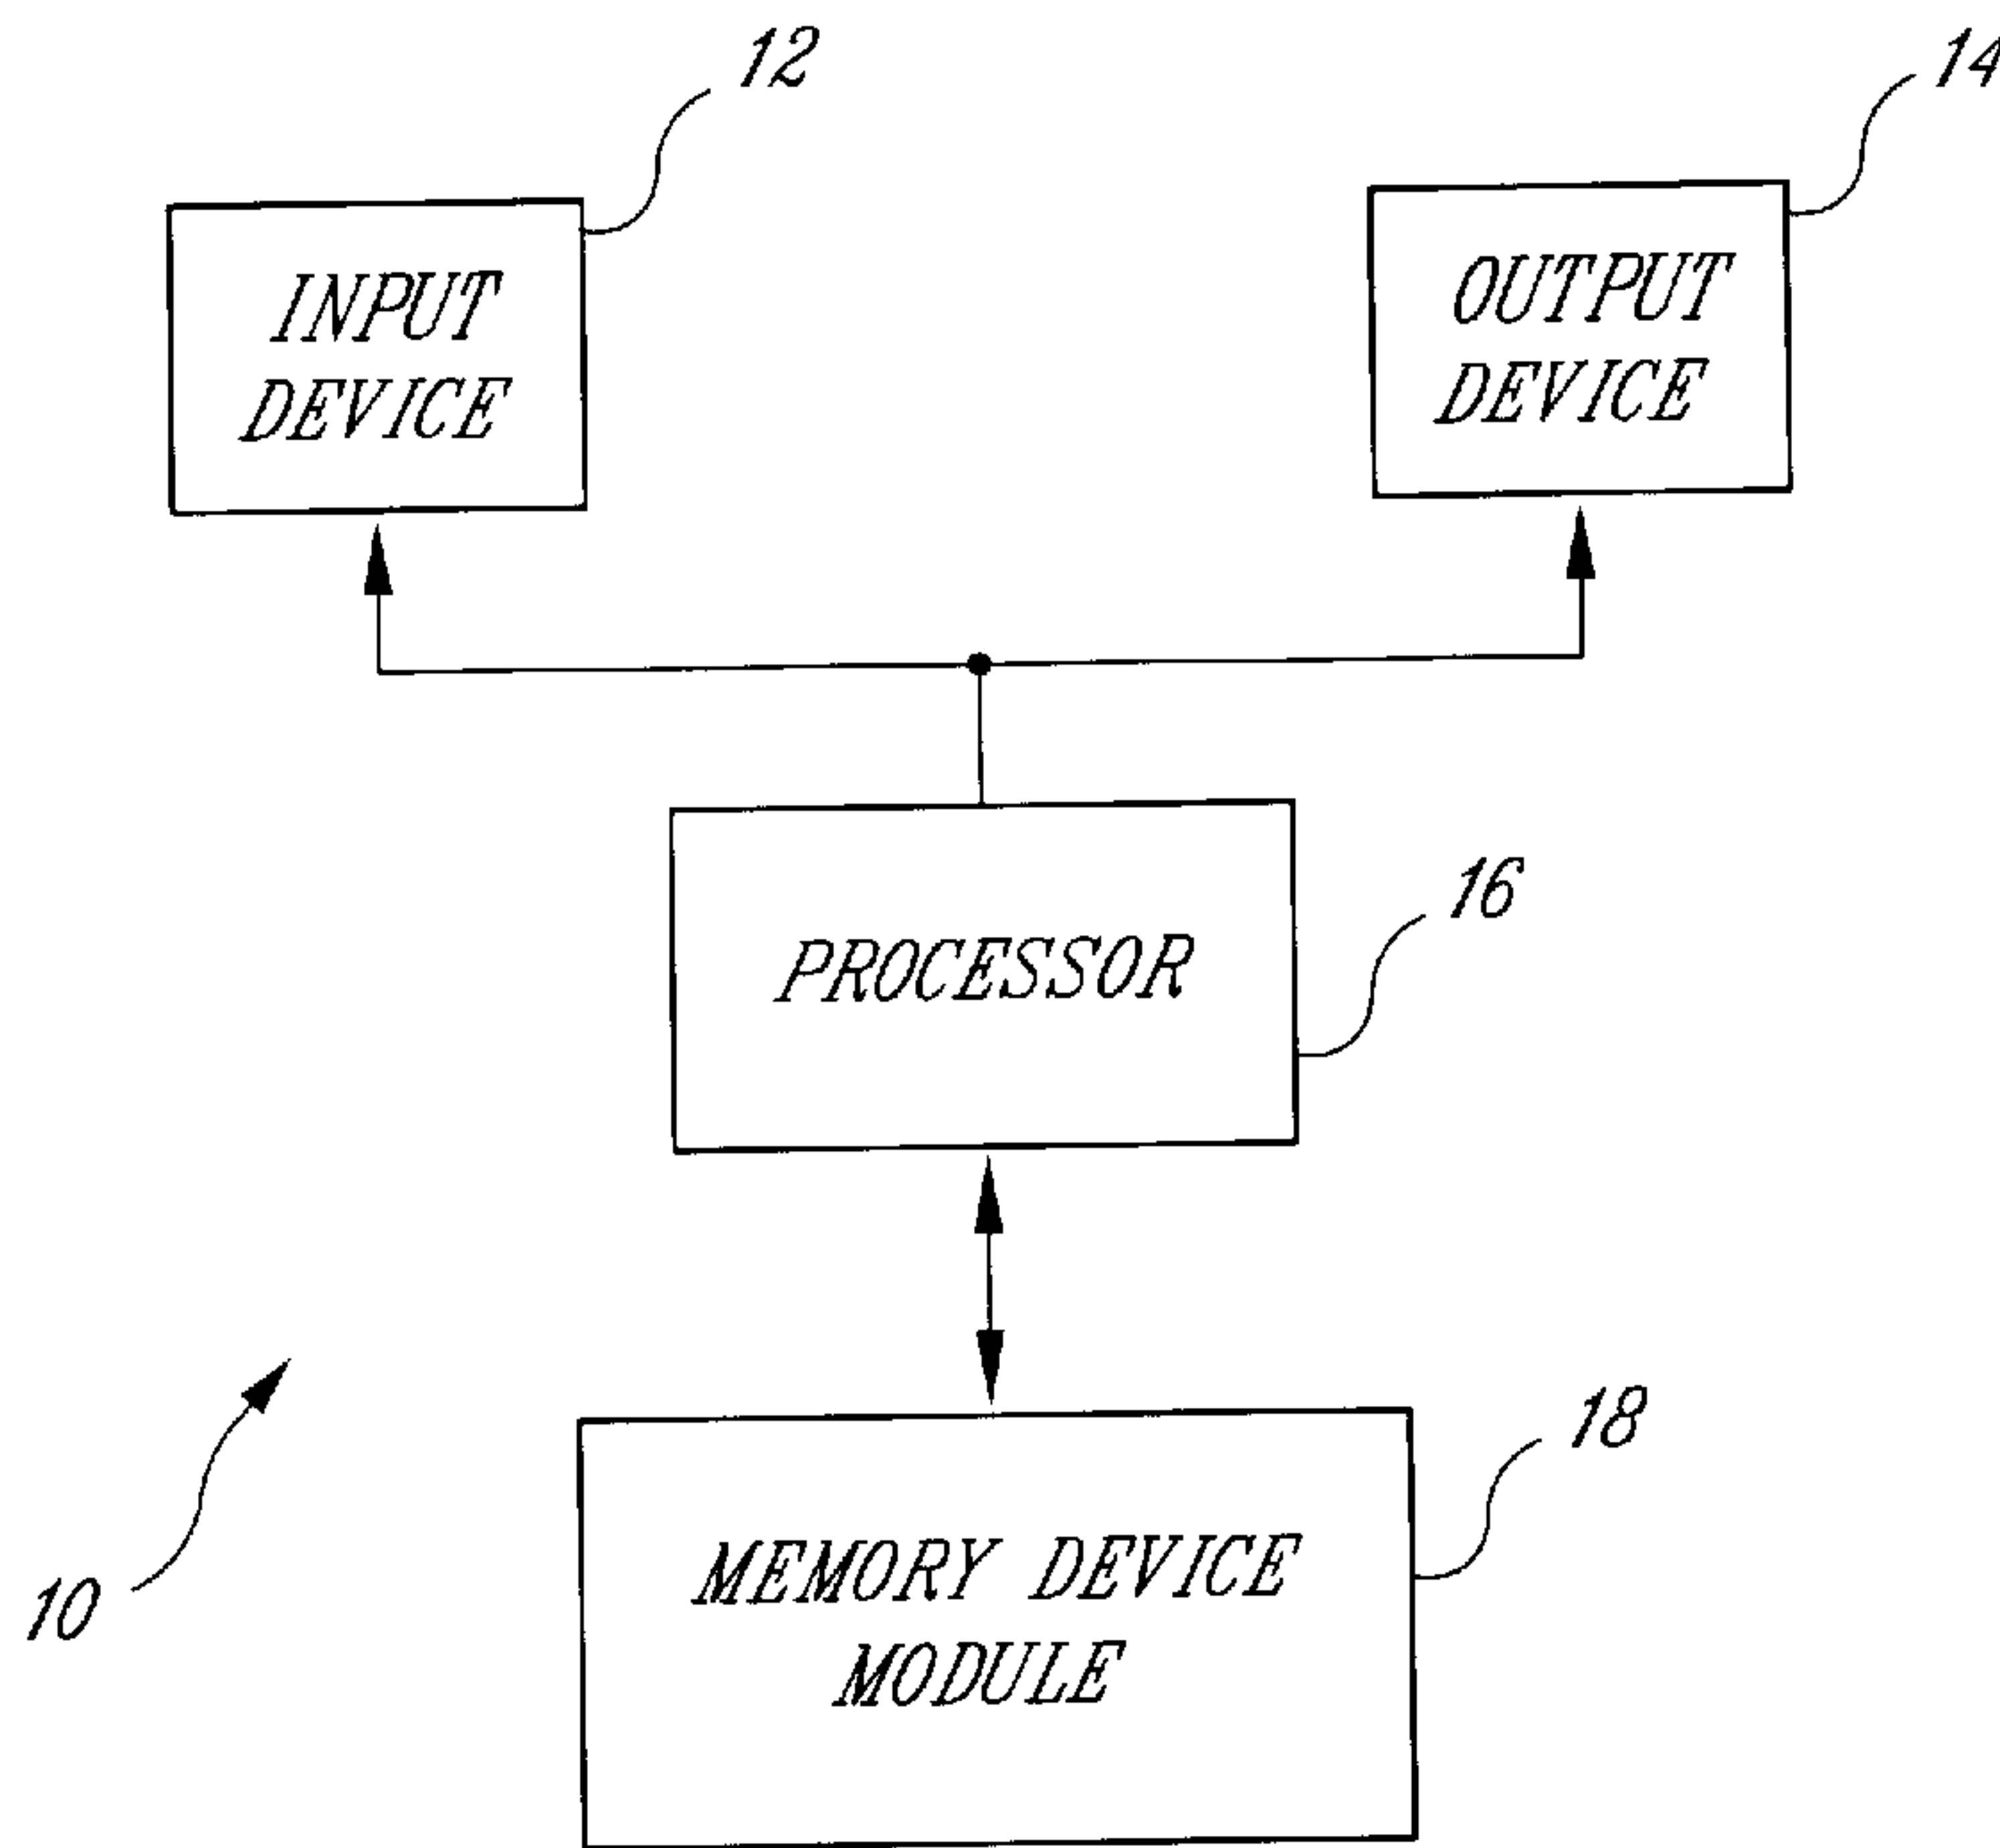 12
14
INPUT
DEVICE
OUTPUT
DEVICE
16
PROCESSOR
18
MEMORY DEVICE
MODULE
10